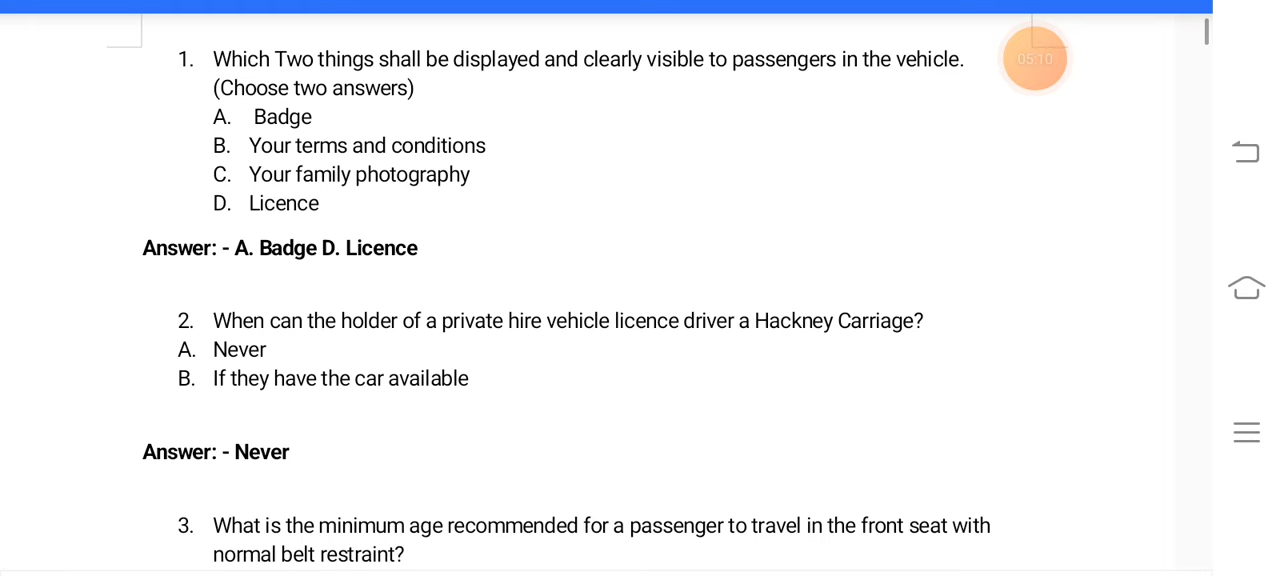 1. Which Two things shall be displayed and clearly visible to passengers in the vehicle.
(Choose two answers)
A. Badge
B. Your terms and conditions
C. Your family photography
D. Licence
Answer: - A. Badge D. Licence
2. When can the holder of a private hire vehicle licence driver a Hackney Carriage?
A. Never
B. If they have the car available
Answer: - Never
3. What is the minimum age recommended for a passenger to travel in the front seat with
normal belt restraint?
05:10